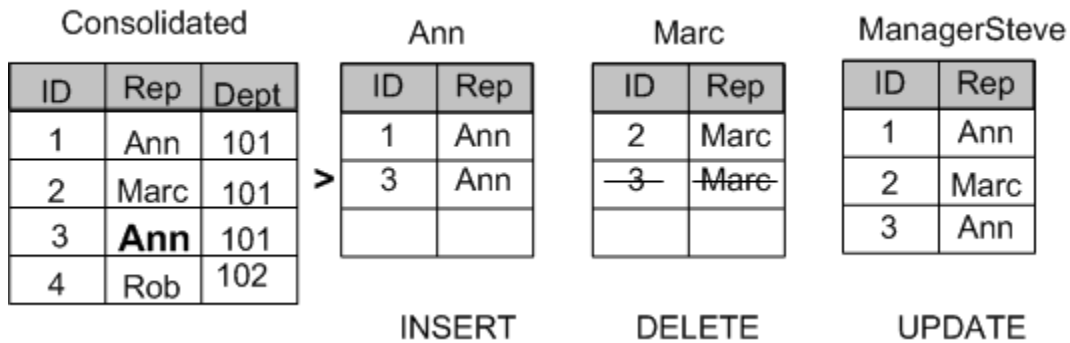 Consolidated
ID Rep Dept
1 Ann 101
2 Marc 101
3 Ann 101
4 Rob 102
>
Ann
ID Rep
1 Ann
3 Ann
INSERT
Marc
ID Rep
2 Marc
3 Marc
DELETE
ManagerSteve
ID Rep
1 Ann
2 Marc
3 Ann
UPDATE